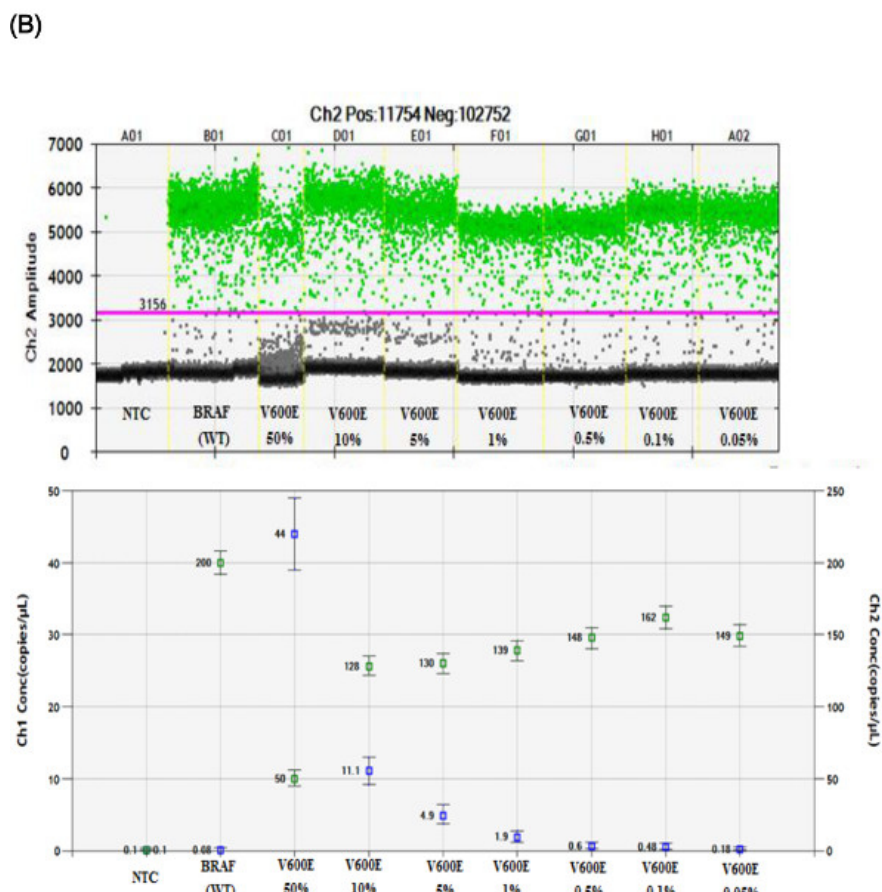 (B)
Ch2 Pos:11754 Neg:102752
A01 B01 C01 D01 E01 F01 G01 H01 A02
7000
6000
5000
4000
3156
3000
2000
1000
0
Ch2 Amplitude
NTC BRAF V600E V600E V600E V600E V600E V600E V600E
(WT) 50% 10% 5% 1% 0.5% 0.1% 0.05%
50 250
44
40 200 200
162
148 149
139
30 128 130 150
Ch1 Conc(copies/µL) Ch2 Conc(copies/µL)
20 100
11.1
10 50 50
4.9
1.9
0 0.1 0.1 0.08 0.6 0.48 0.18 0
NTC BRAF V600E V600E V600E V600E V600E V600E V600E
(WT) 50% 10% 5% 1% 0.5% 0.1% 0.05%